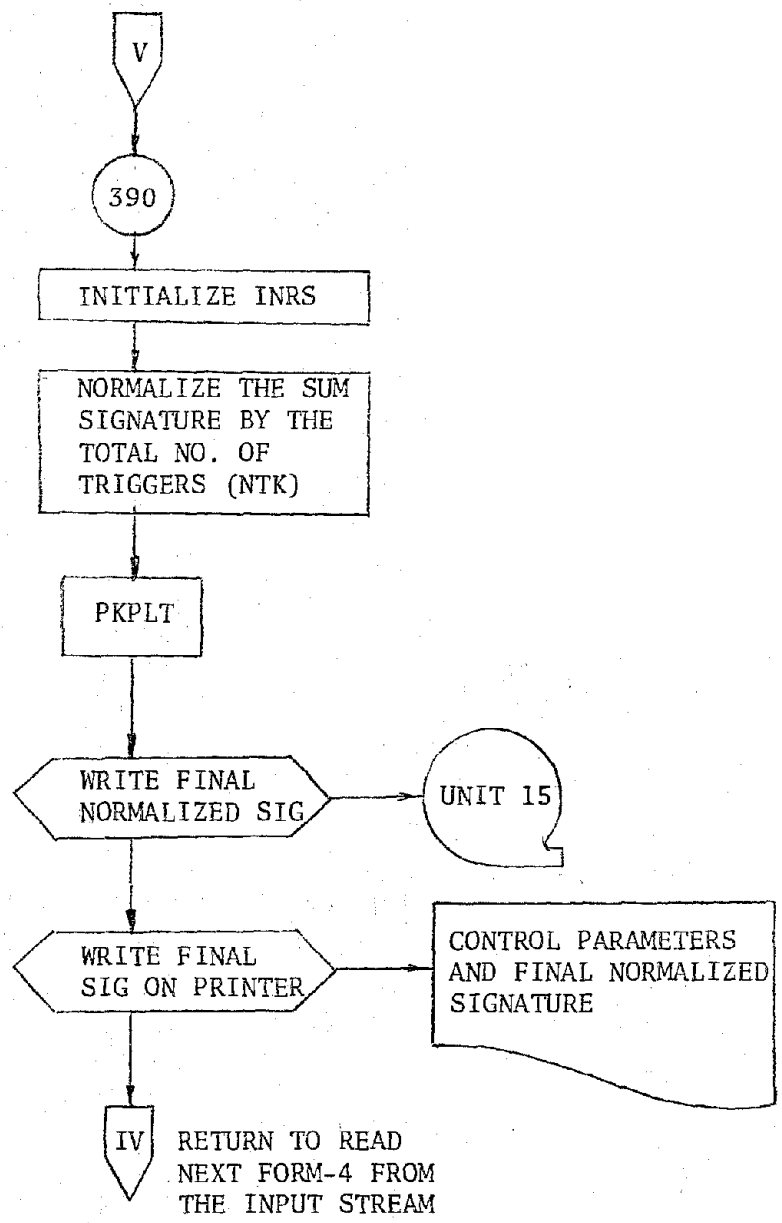 V
390
INITIALIZE INRS
NORMALIZE THE SUM
SIGNATURE BY THE
TOTAL NO. OF
TRIGGERS (NTK)
PKPLT
WRITE FINAL
NORMALIZED SIG
UNIT 15
WRITE FINAL
SIG ON PRINTER
CONTROL PARAMETERS
AND FINAL NORMALIZED
SIGNATURE
IV
RETURN TO READ
NEXT FORM-4 FROM
THE INPUT STREAM